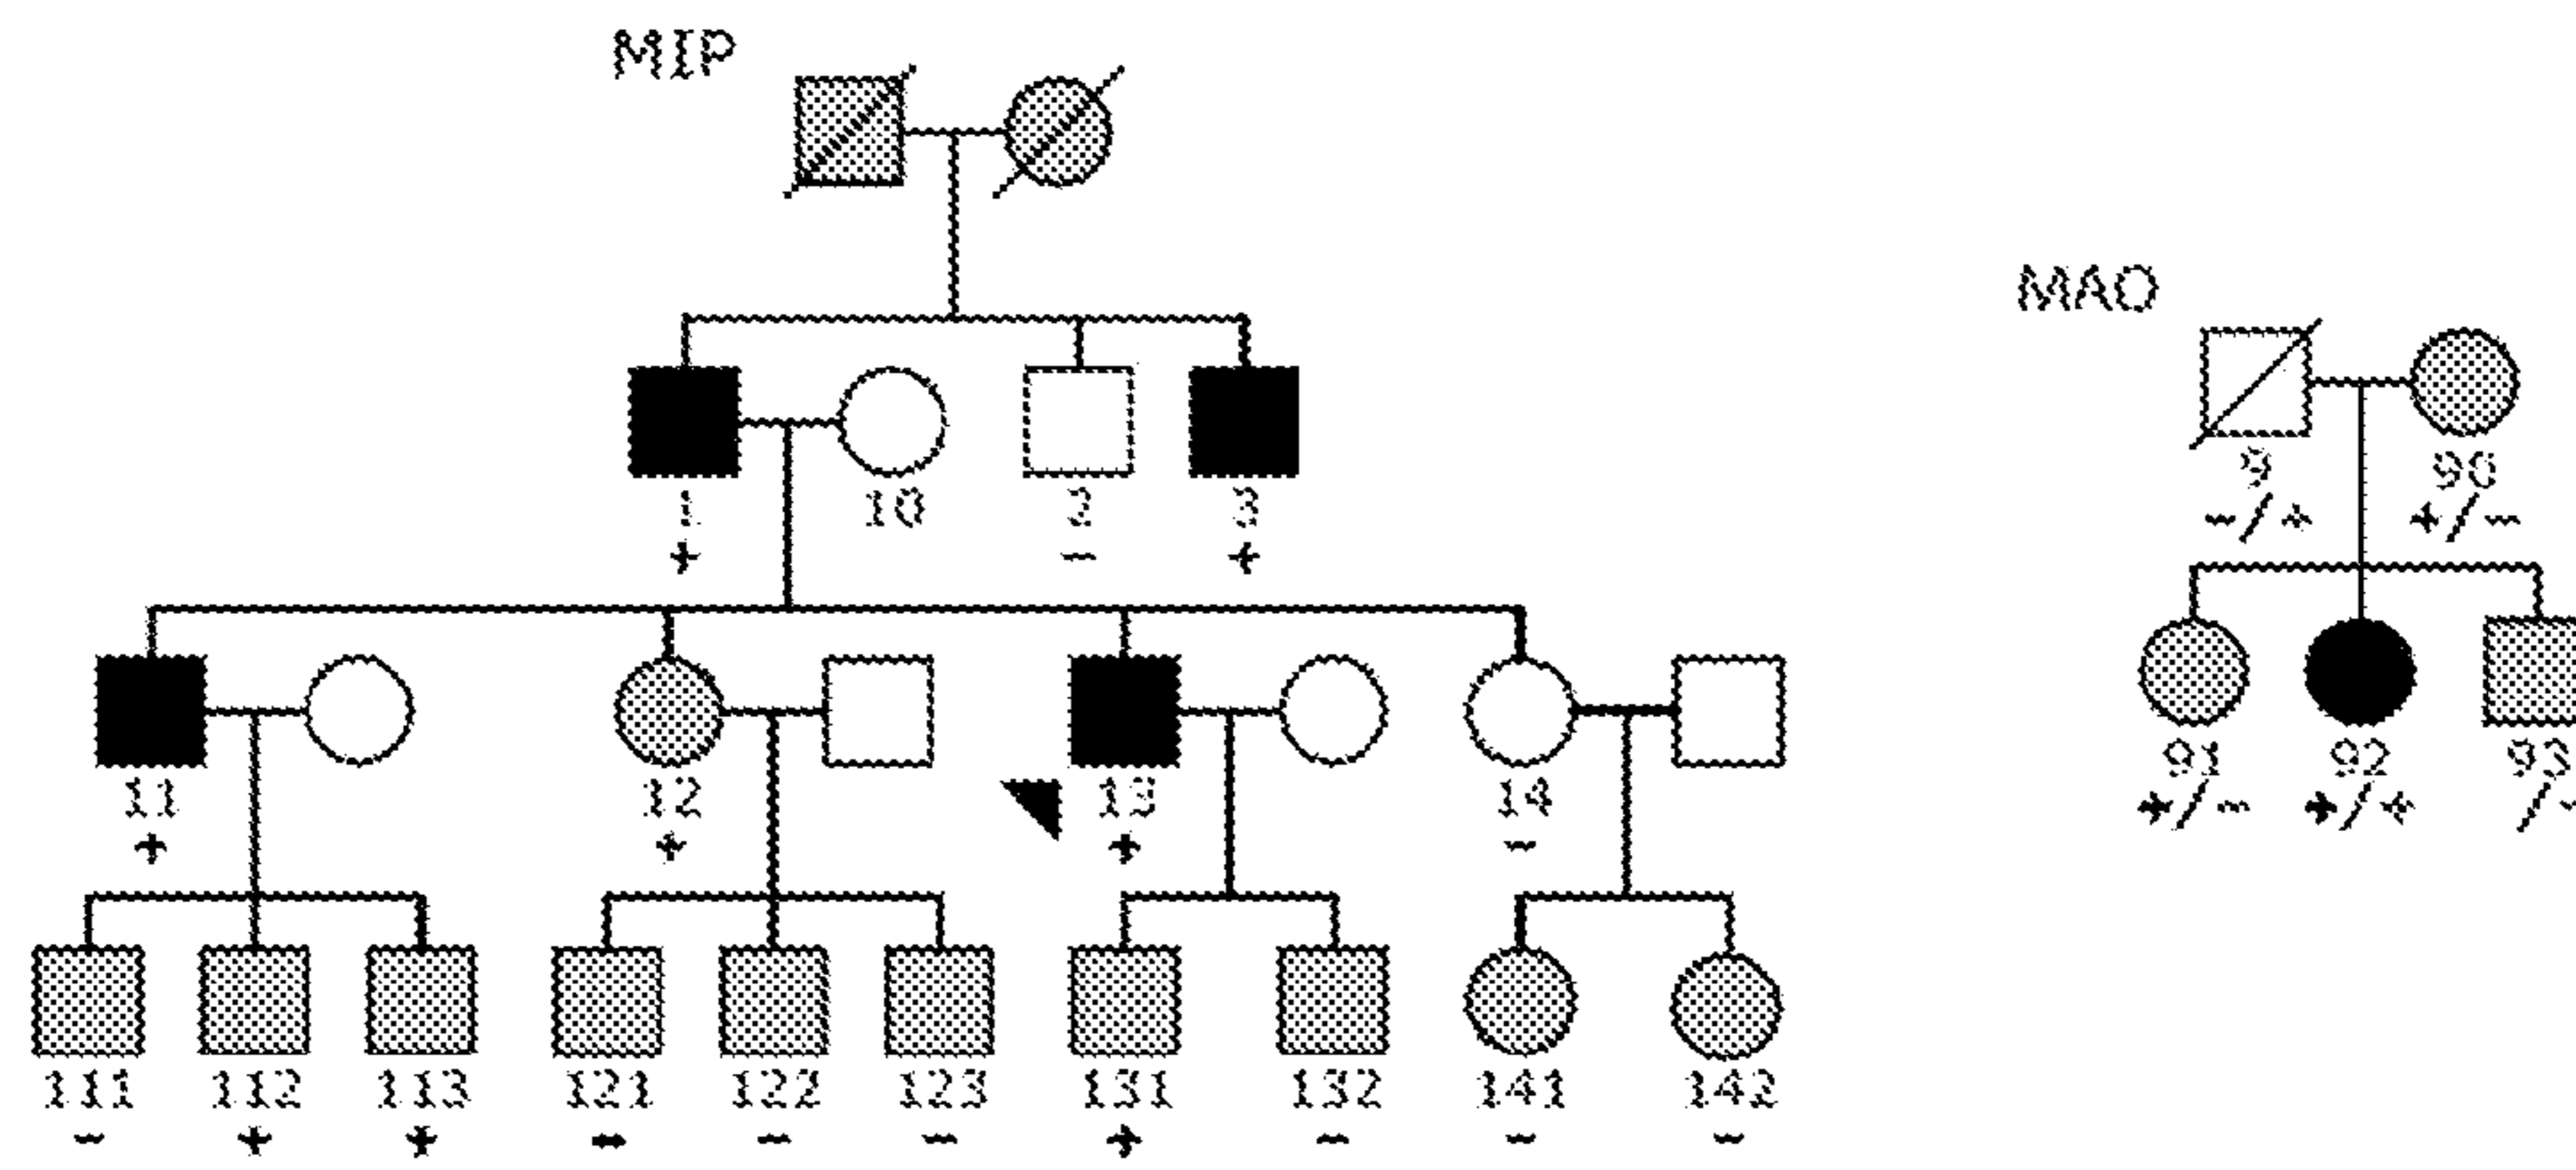 MIP
MAO
1 10 2 3
+ - +
9 90
-/+ +/-
11 12 13 14
+ + + -
91 92 93
+/- +/+ /-
111 112 113 121 122 123 131 132 141 142
- + + - - - + - - -